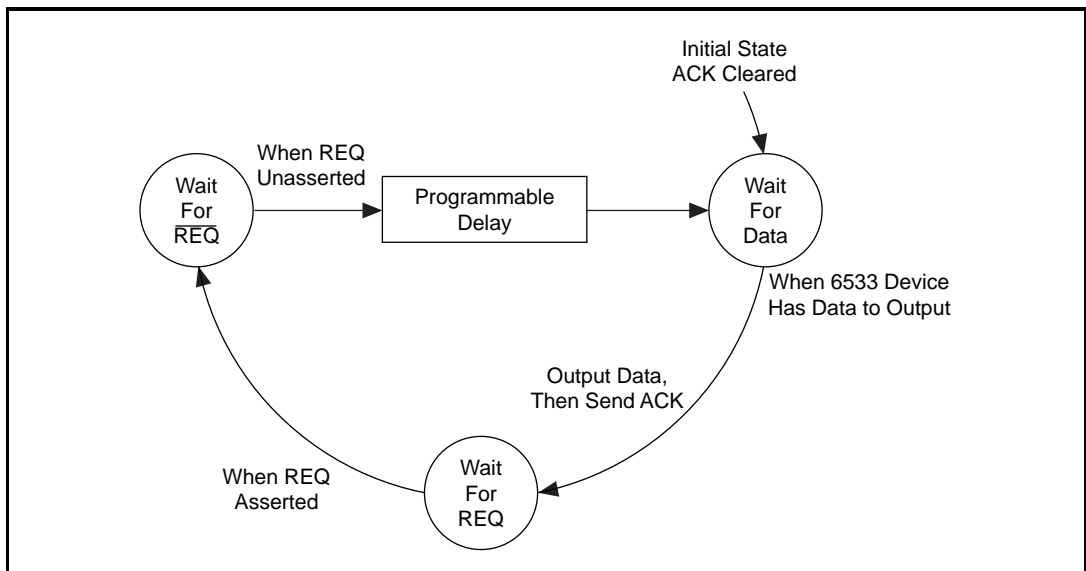 Initial State
ACK Cleared
When REQ
Unasserted
Wait
For
R̅E̅Q̅
Programmable
Delay
Wait
For
Data
When 6533 Device
Has Data to Output
Output Data,
Then Send ACK
When REQ
Asserted
Wait
For
REQ